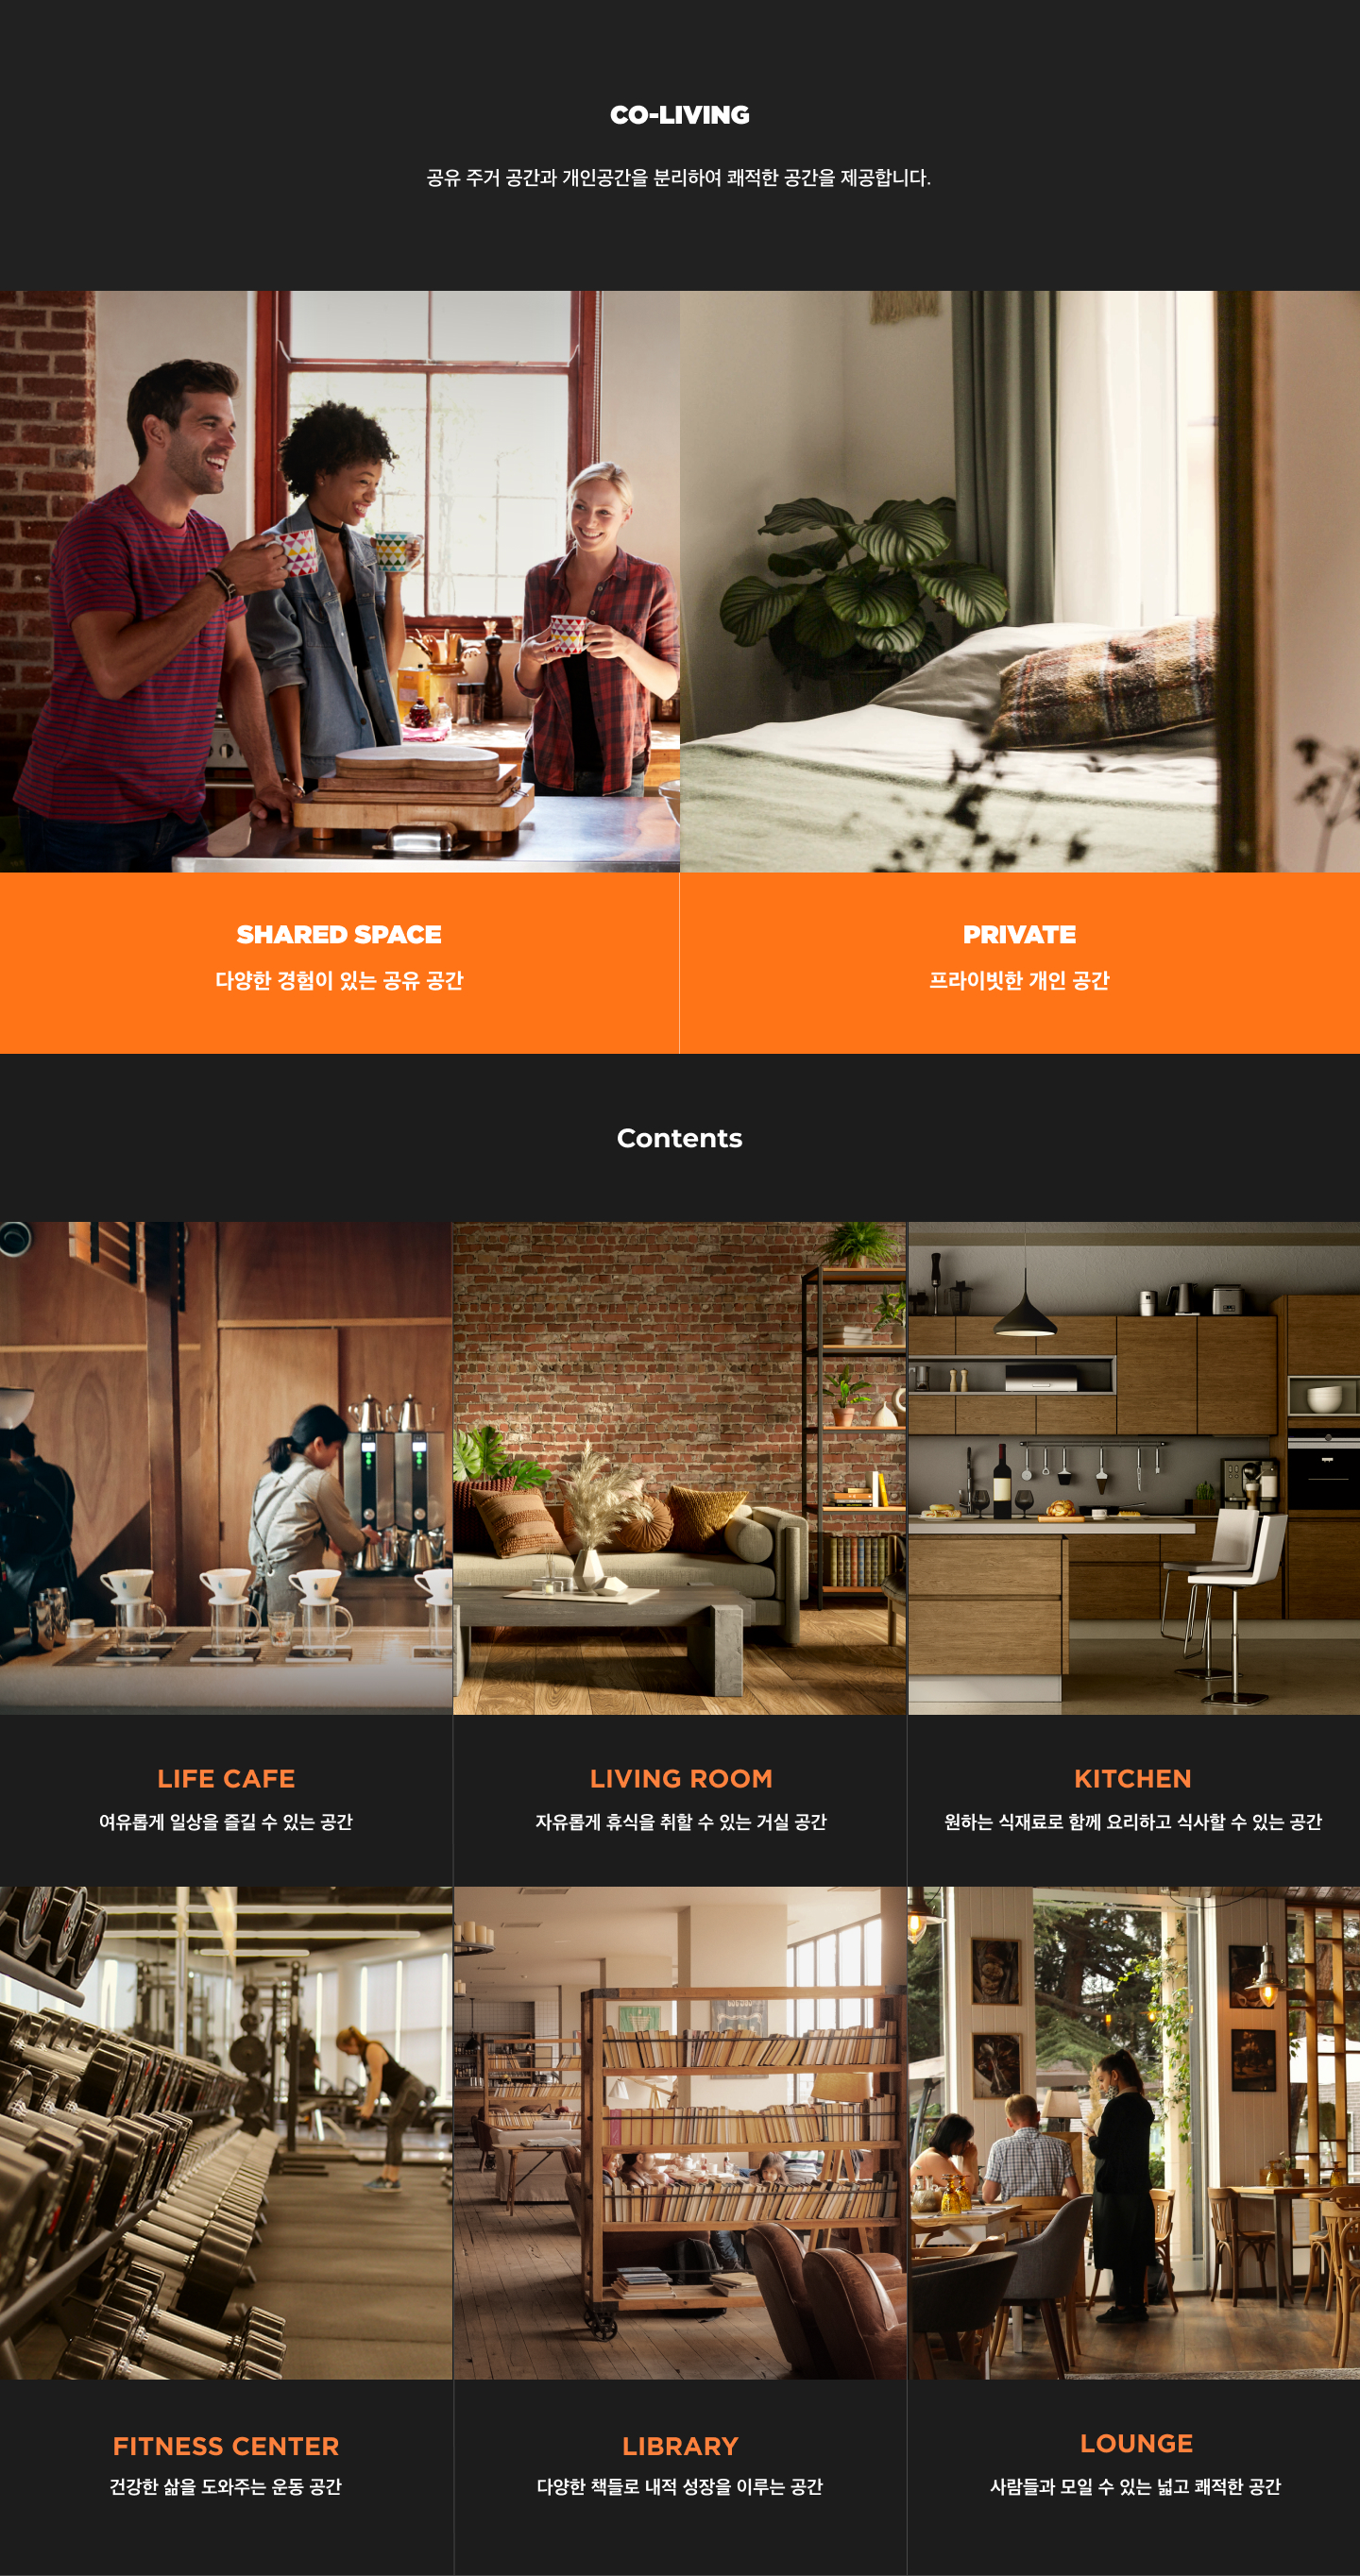 CO-LIVING
공유 주거 공간과 개인공간을 분리하여 쾌적한 공간을 제공합니다.
SHARED SPACE
다양한 경험이 있는 공유 공간
PRIVATE
프라이빗한 개인 공간
Contents
LIFE CAFE
여유롭게 일상을 즐길 수 있는 공간
LIVING ROOM
자유롭게 휴식을 취할 수 있는 거실 공간
KITCHEN
원하는 식재료로 함께 요리하고 식사할 수 있는 공간
FITNESS CENTER
건강한 삶을 도와주는 운동 공간
LIBRARY
다양한 책들로 내적 성장을 이루는 공간
LOUNGE
사람들과 모일 수 있는 넓고 쾌적한 공간